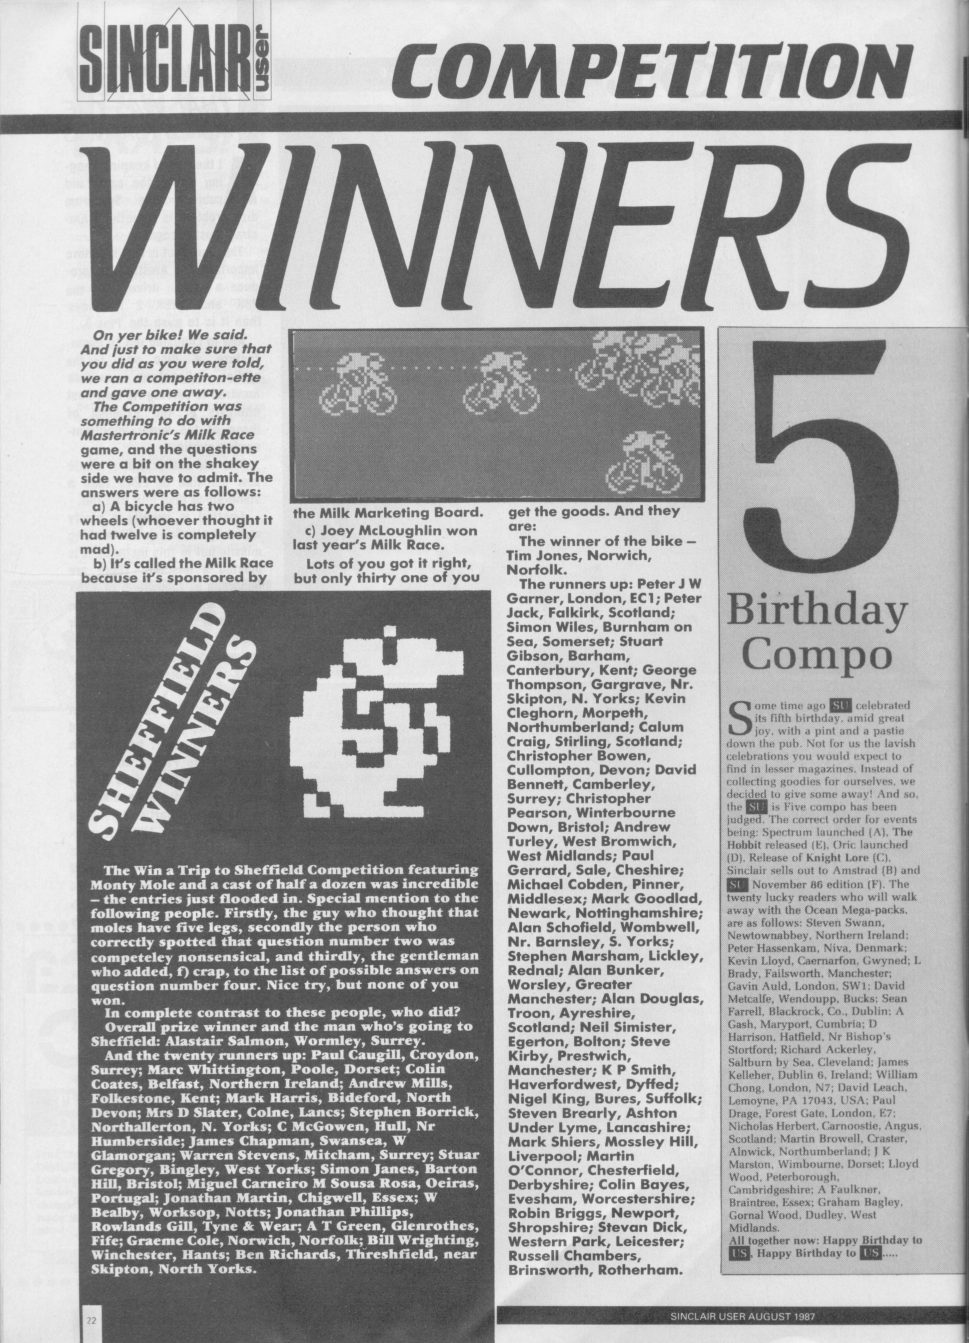 SINCLAIR user
COMPETITION
WINNERS
On yer bike! We said.
And just to make sure that
you did as you were told,
we ran a competiton-ette
and gave one away.
The Competition was
something to do with
Mastertronic's Milk Race
game, and the questions
were a bit on the shakey
side we have to admit. The
answers were as follows:
a) A bicycle has two
wheels (whoever thought it
had twelve is completely
mad).
b) It's called the Milk Race
because it's sponsored by
the Milk Marketing Board.
c) Joey McLoughlin won
last year's Milk Race.
Lots of you got it right,
but only thirty one of you
get the goods. And they
are:
The winner of the bike –
Tim Jones, Norwich,
Norfolk.
The runners up: Peter J W
Garner, London, EC1; Peter
Jack, Falkirk, Scotland;
Simon Wiles, Burnham on
Sea, Somerset; Stuart
Gibson, Barham,
Canterbury, Kent; George
Thompson, Gargrave, Nr.
Skipton, N. Yorks; Kevin
Cleghorn, Morpeth,
Northumberland; Calum
Craig, Stirling, Scotland;
Christopher Bowen,
Cullompton, Devon; David
Bennett, Camberley,
Surrey; Christopher
Pearson, Winterbourne
Down, Bristol; Andrew
Turley, West Bromwich,
West Midlands; Paul
Gerrard, Sale, Cheshire;
Michael Cobden, Pinner,
Middlesex; Mark Goodlad,
Newark, Nottinghamshire;
Alan Schofield, Wombwell,
Nr. Barnsley, S. Yorks;
Stephen Marsham, Lickley,
Rednal; Alan Bunker,
Worsley, Greater
Manchester; Alan Douglas,
Troon, Ayreshire,
Scotland; Neil Simister,
Egerton, Bolton; Steve
Kirby, Prestwich,
Manchester; K P Smith,
Haverfordwest, Dyffed;
Nigel King, Bures, Suffolk;
Steven Brearly, Ashton
Under Lyme, Lancashire;
Mark Shiers, Mossley Hill,
Liverpool; Martin
O'Connor, Chesterfield,
Derbyshire; Colin Bayes,
Evesham, Worcestershire;
Robin Briggs, Newport,
Shropshire; Stevan Dick,
Western Park, Leicester;
Russell Chambers,
Brinsworth, Rotherham.
SHEFFIELD
WINNERS
The Win a Trip to Sheffield Competition featuring
Monty Mole and a cast of half a dozen was incredible
– the entries just flooded in. Special mention to the
following people. Firstly, the guy who thought that
moles have five legs, secondly the person who
correctly spotted that question number two was
competeley nonsensical, and thirdly, the gentleman
who added, f) crap, to the list of possible answers on
question number four. Nice try, but none of you
won.
In complete contrast to these people, who did?
Overall prize winner and the man who's going to
Sheffield: Alastair Salmon, Wormley, Surrey.
And the twenty runners up: Paul Caugill, Croydon,
Surrey; Marc Whittington, Poole, Dorset; Colin
Coates, Belfast, Northern Ireland; Andrew Mills,
Folkestone, Kent; Mark Harris, Bideford, North
Devon; Mrs D Slater, Colne, Lancs; Stephen Borrick,
Northallerton, N. Yorks; C McGowen, Hull, Nr
Humberside; James Chapman, Swansea, W
Glamorgan; Warren Stevens, Mitcham, Surrey; Stuar
Gregory, Bingley, West Yorks; Simon Janes, Barton
Hill, Bristol; Miguel Carneiro M Sousa Rosa, Oeiras,
Portugal; Jonathan Martin, Chigwell, Essex; W
Bealby, Worksop, Notts; Jonathan Phillips,
Rowlands Gill, Tyne & Wear; A T Green, Glenrothes,
Fife; Graeme Cole, Norwich, Norfolk; Bill Wrighting,
Winchester, Hants; Ben Richards, Threshfield, near
Skipton, North Yorks.
5
Birthday
Compo
Some time ago SU celebrated
its fifth birthday, amid great
joy, with a pint and a pastie
down the pub. Not for us the lavish
celebrations you would expect to
find in lesser magazines. Instead of
collecting goodies for ourselves, we
decided to give some away! And so,
the SU is Five compo has been
judged. The correct order for events
being: Spectrum launched (A), The
Hobbit released (E), Oric launched
(D), Release of Knight Lore (C),
Sinclair sells out to Amstrad (B) and
SU November 86 edition (F). The
twenty lucky readers who will walk
away with the Ocean Mega-packs,
are as follows: Steven Swann,
Newtownabbey, Northern Ireland;
Peter Hassenkam, Niva, Denmark;
Kevin Lloyd, Caernarfon, Gwyned; L
Brady, Failsworth, Manchester;
Gavin Auld, London, SW1; David
Metcalfe, Wendoupp, Bucks; Sean
Farrell, Blackrock, Co., Dublin; A
Gash, Maryport, Cumbria; D
Harrison, Hatfield, Nr Bishop's
Stortford; Richard Ackerley,
Saltburn by Sea, Cleveland; James
Kelleher, Dublin 6, Ireland; William
Chong, London, N7; David Leach,
Lemoyne, PA 17043, USA; Paul
Drage, Forest Gate, London, E7;
Nicholas Herbert, Carnoostie, Angus,
Scotland; Martin Browell, Craster,
Alnwick, Northumberland; J K
Marston, Wimbourne, Dorset; Lloyd
Wood, Peterborough,
Cambridgeshire; A Faulkner,
Braintree, Essex; Graham Bagley,
Gornal Wood, Dudley, West
Midlands.
All together now: Happy Birthday to
US, Happy Birthday to US.....
22
SINCLAIR USER AUGUST 1987